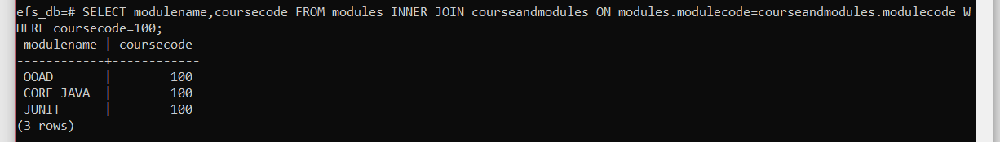 efs_db=# SELECT modulename,coursecode FROM modules INNER JOIN courseandmodules ON modules.modulecode=courseandmodules.modulecode W
HERE coursecode=100;
 modulename | coursecode
------------+------------
 OOAD       |        100
 CORE JAVA  |        100
 JUNIT      |        100
(3 rows)